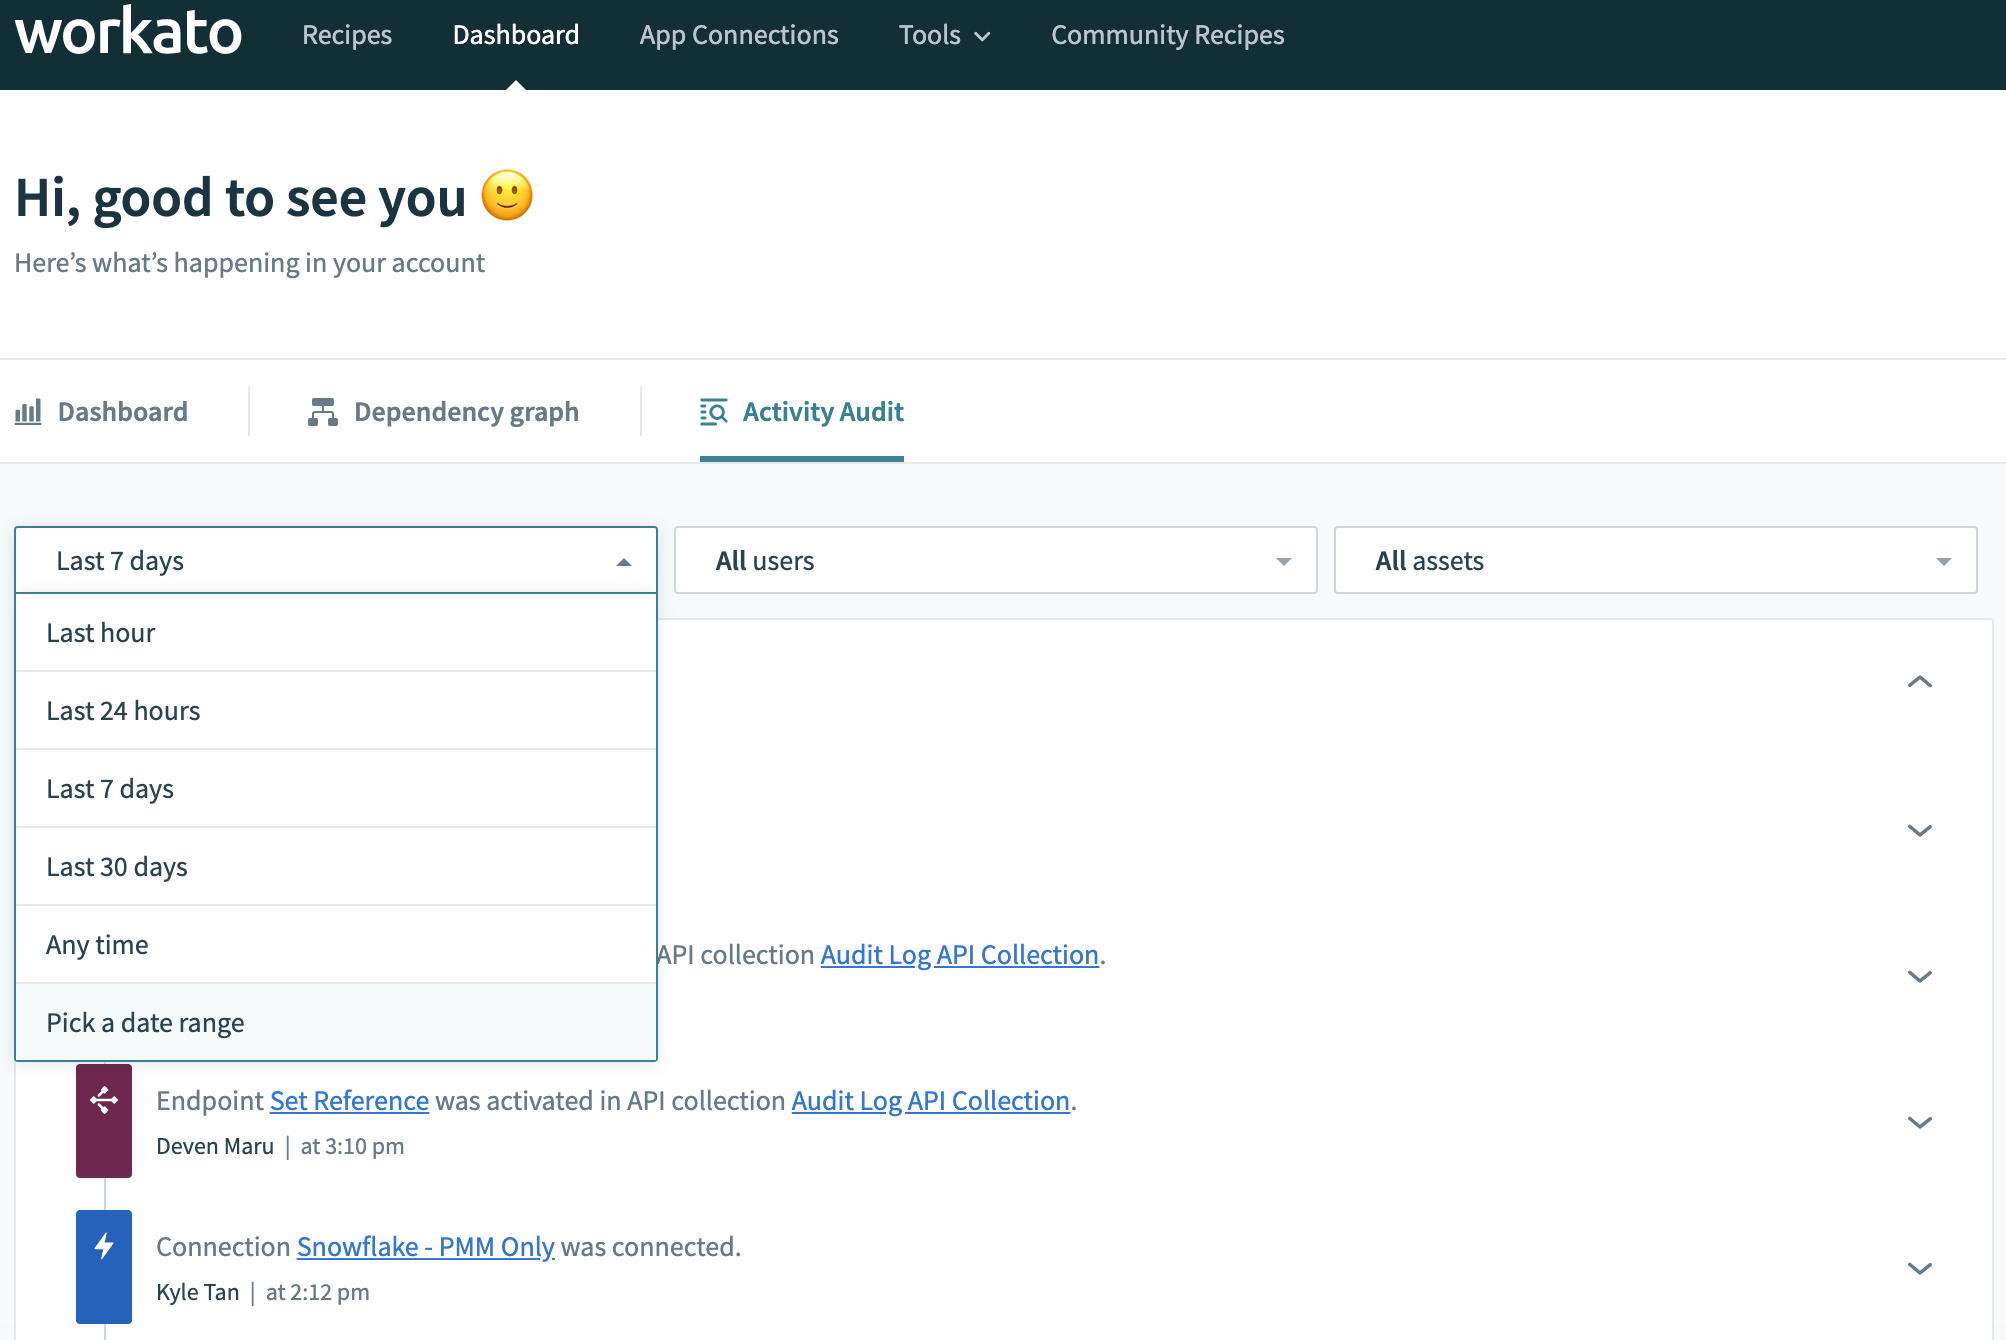 workato Recipes Dashboard App Connections Tools Community Recipes
Hi, good to see you
Here’s what’s happening in your account
Dashboard Dependency graph Activity Audit
Last 7 days All users All assets
Last hour
Last 24 hours
Last 7 days
Last 30 days
Any time
API collection Audit Log API Collection.
Pick a date range
Endpoint Set Reference was activated in API collection Audit Log API Collection.
Deven Maru | at 3:10 pm
Connection Snowflake - PMM Only was connected.
Kyle Tan | at 2:12 pm